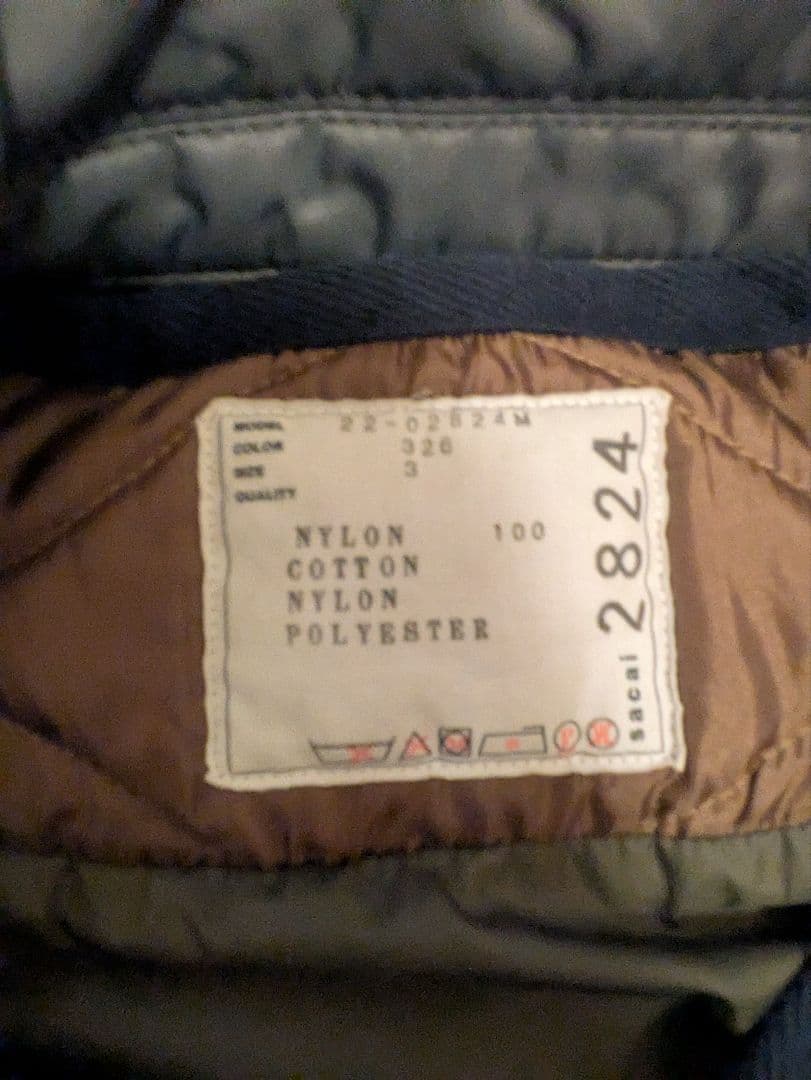 MODEL 22-02824M
COLOR 326
SIZE 3
QUALITY
NYLON 100
COTTON
NYLON
POLYESTER
sacai 2824